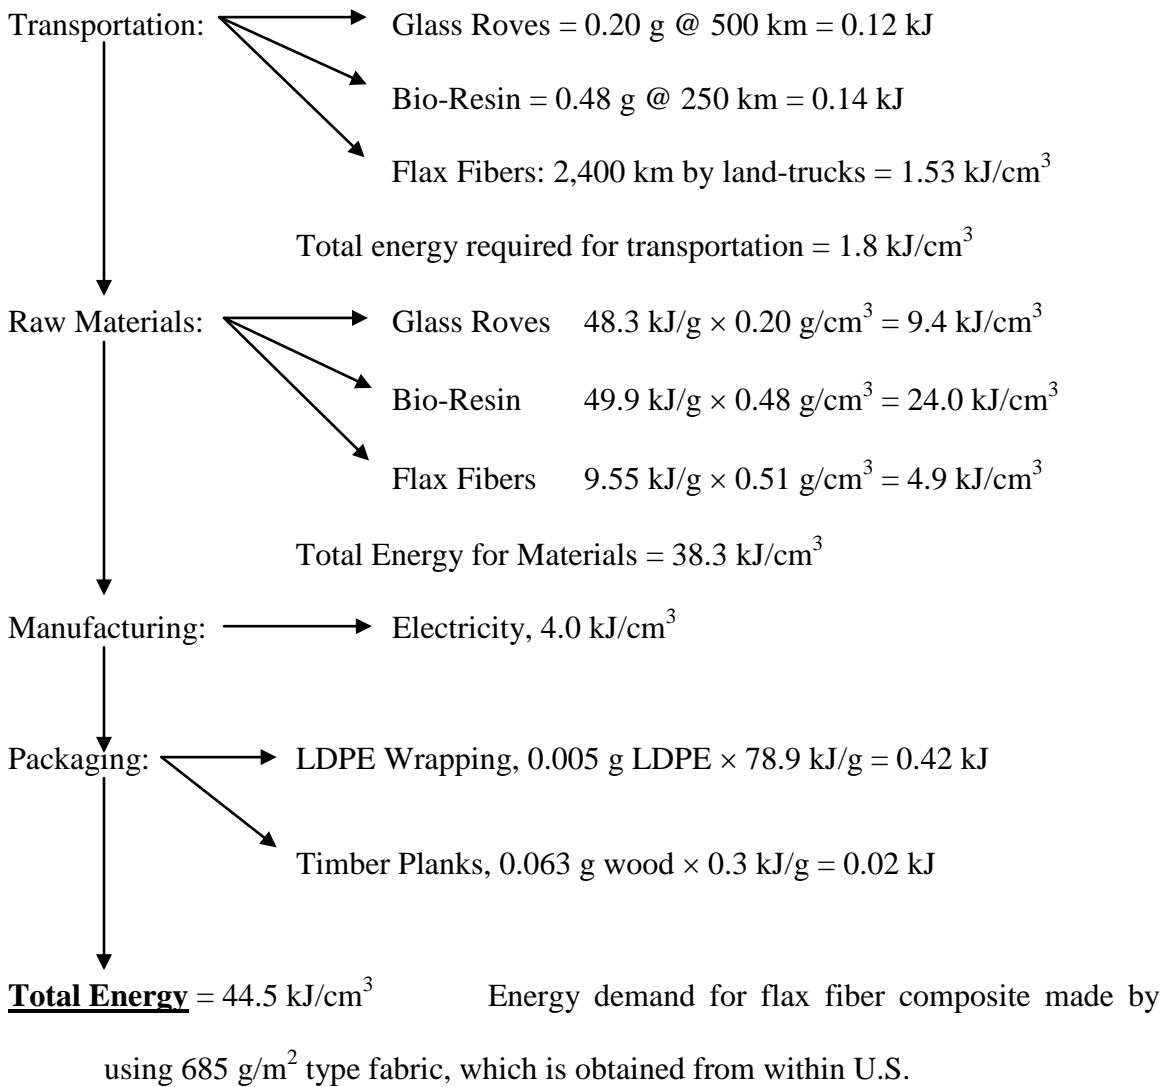 Transportation: Glass Roves = 0.20 g @ 500 km = 0.12 kJ
Bio-Resin = 0.48 g @ 250 km = 0.14 kJ
Flax Fibers: 2,400 km by land-trucks = 1.53 kJ/cm³
Total energy required for transportation = 1.8 kJ/cm³
Raw Materials: Glass Roves 48.3 kJ/g × 0.20 g/cm³ = 9.4 kJ/cm³
Bio-Resin 49.9 kJ/g × 0.48 g/cm³ = 24.0 kJ/cm³
Flax Fibers 9.55 kJ/g × 0.51 g/cm³ = 4.9 kJ/cm³
Total Energy for Materials = 38.3 kJ/cm³
Manufacturing: Electricity, 4.0 kJ/cm³
Packaging: LDPE Wrapping, 0.005 g LDPE × 78.9 kJ/g = 0.42 kJ
Timber Planks, 0.063 g wood × 0.3 kJ/g = 0.02 kJ
Total Energy = 44.5 kJ/cm³ Energy demand for flax fiber composite made by
using 685 g/m² type fabric, which is obtained from within U.S.